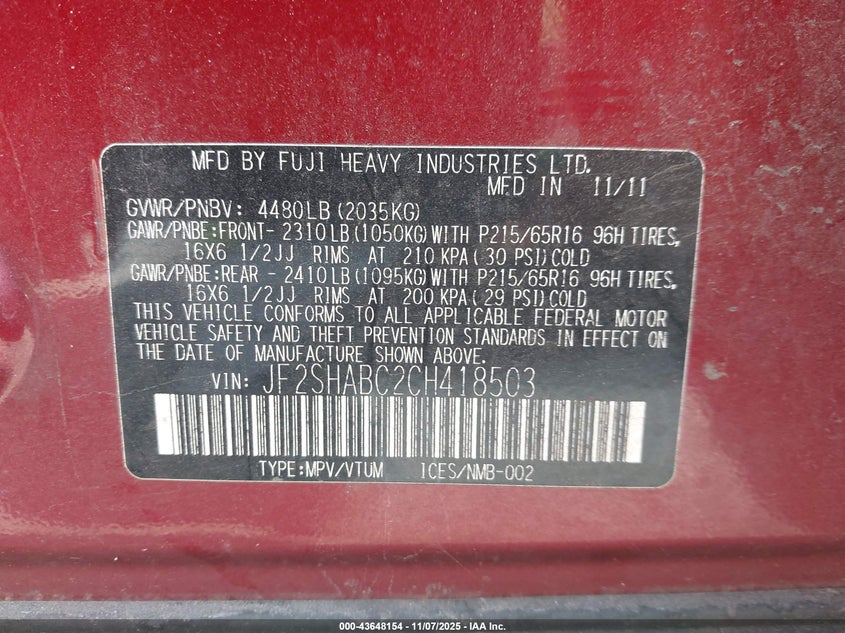 MFD BY FUJI HEAVY INDUSTRIES LTD.
MFD IN 11/11
GVWR/PNBV: 4480LB(2035KG)
GAWR/PNBE:FRONT- 2310LB(1050KG)WITH P215/65R16 96H TIRES,
16X6 1/2JJ RIMS AT 210 KPA(30 PSI)COLD
GAWR/PNBE:REAR - 2410LB(1095KG)WITH P215/65R16 96H TIRES,
16X6 1/2JJ RIMS AT 200 KPA(29 PSI)COLD
THIS VEHICLE CONFORMS TO ALL APPLICABLE FEDERAL MOTOR
VEHICLE SAFETY AND THEFT PREVENTION STANDARDS IN EFFECT ON
THE DATE OF MANUFACTURE SHOWN ABOVE.
VIN: JF2SHABC2CH418503
TYPE:MPV/VTUM ICES/NMB-002
000-43648154 — 11/07/2025 — IAA Inc.